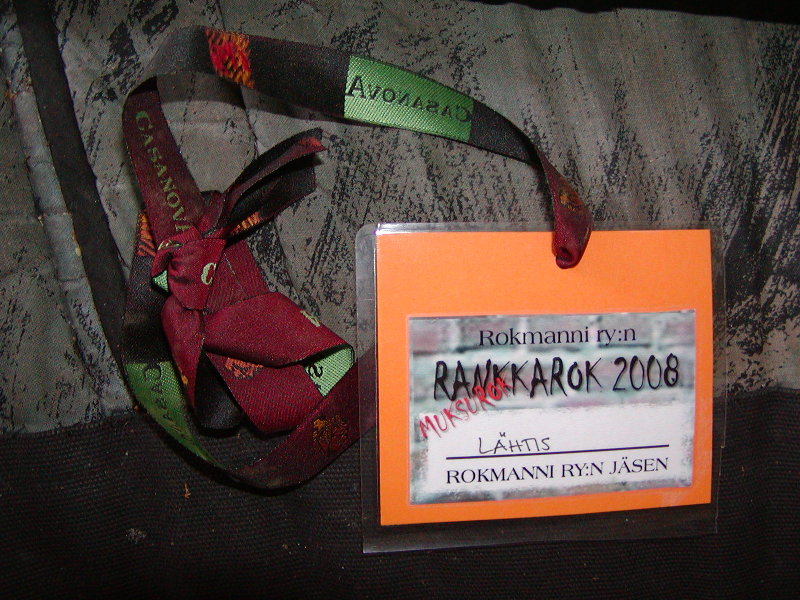 CASANOVA
CASANOVA
C
Rokmanni ry:n
RANKKAROK 2008
MUKSUROK
LÄHTIS
ROKMANNI RY:N JÄSEN